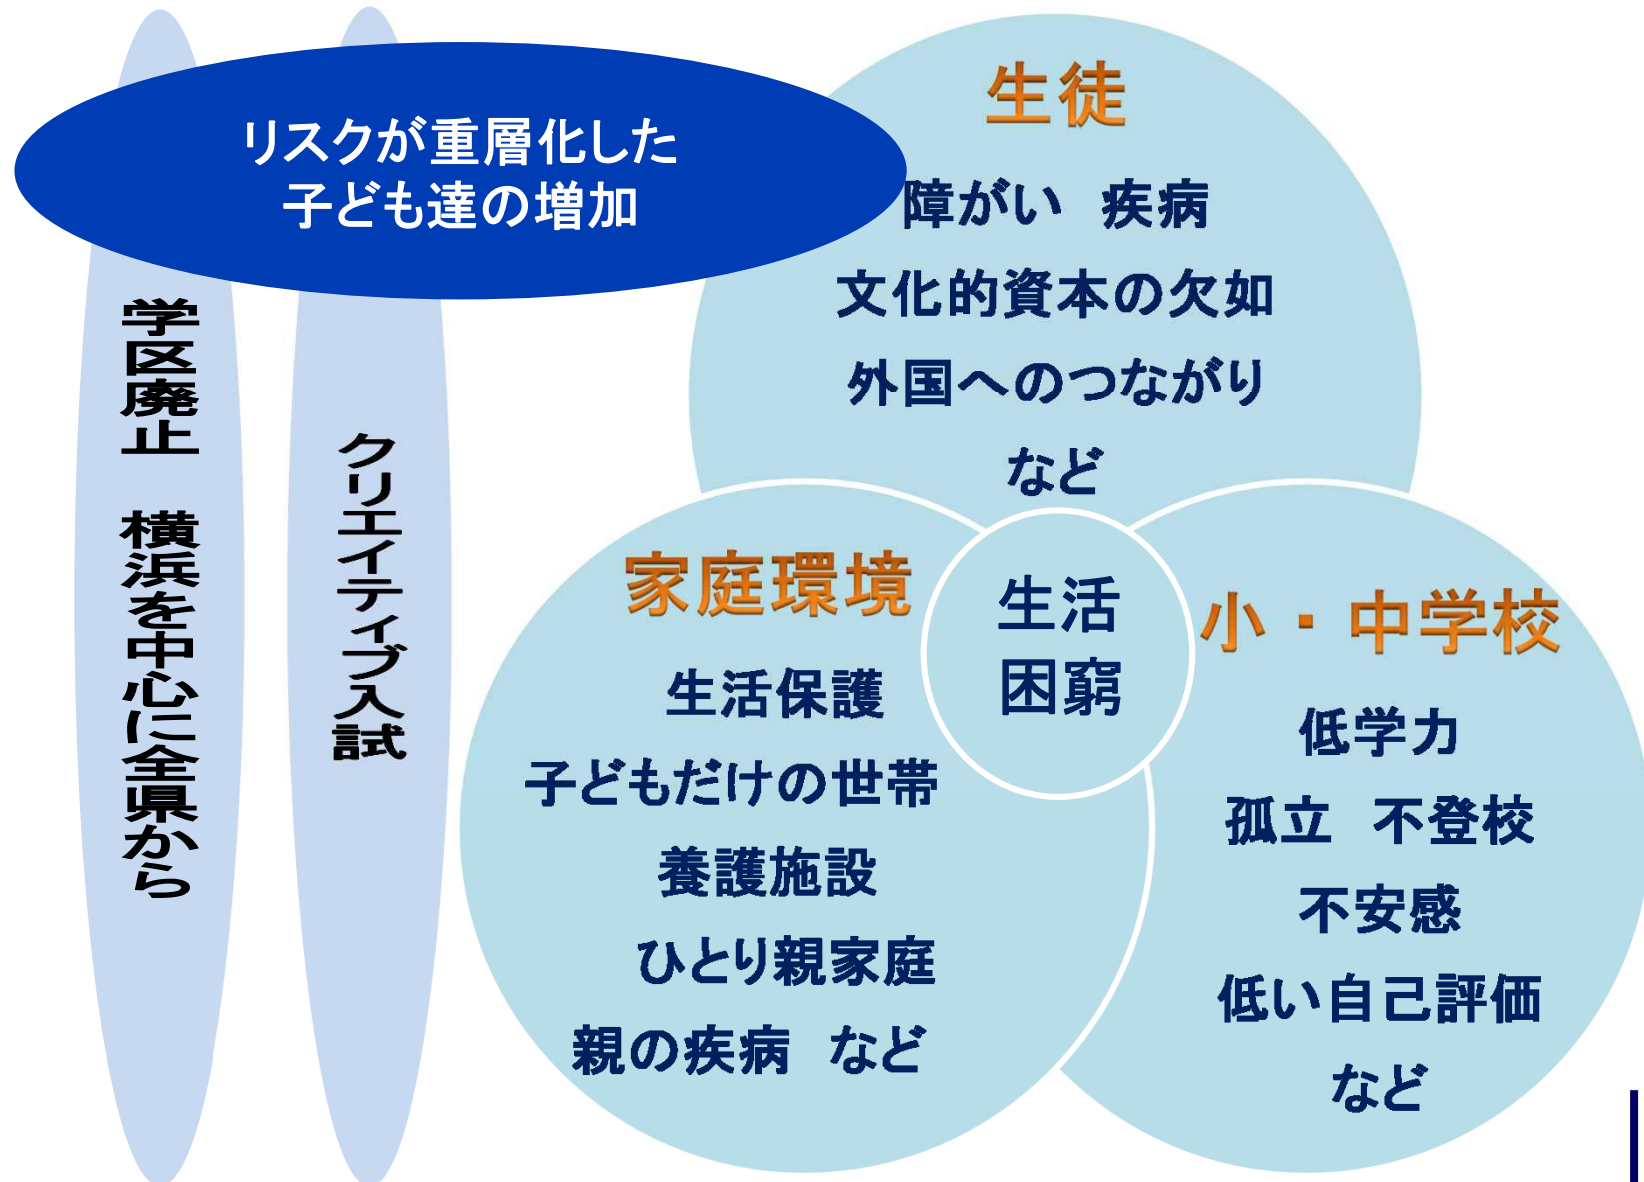 リスクが重層化した
子ども達の増加
学区廃止 横浜を中心に全県から
クリエイティブ入試
生徒
障がい 疾病
文化的資本の欠如
外国へのつながり
など
家庭環境
生活保護
子どもだけの世帯
養護施設
ひとり親家庭
親の疾病 など
生活
困窮
小・中学校
低学力
孤立 不登校
不安感
低い自己評価
など